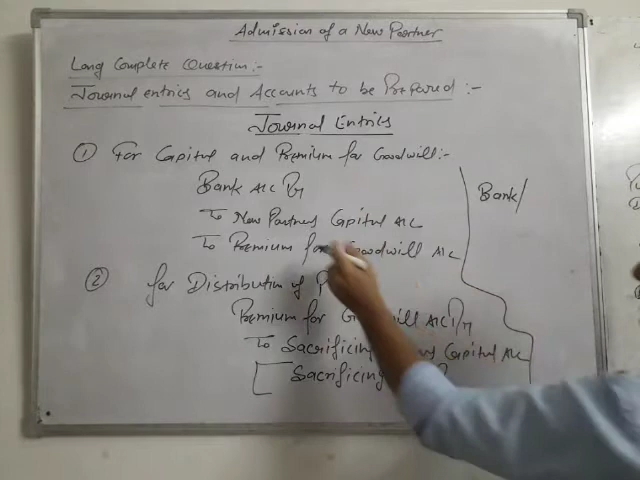 Admission of a New Partner
Long Complete Question:-
Journal entries and Accounts to be Prepared:-
Journal Entries
① For Capital and Premium for Goodwill:-
Bank A/c Dr
To New Partners Capital A/c
To Premium for Goodwill A/c
Bank/
② for Distribution of P
Premium for Goodwill A/c Dr
To Sacrificing Capital A/c
[ Sacrificing